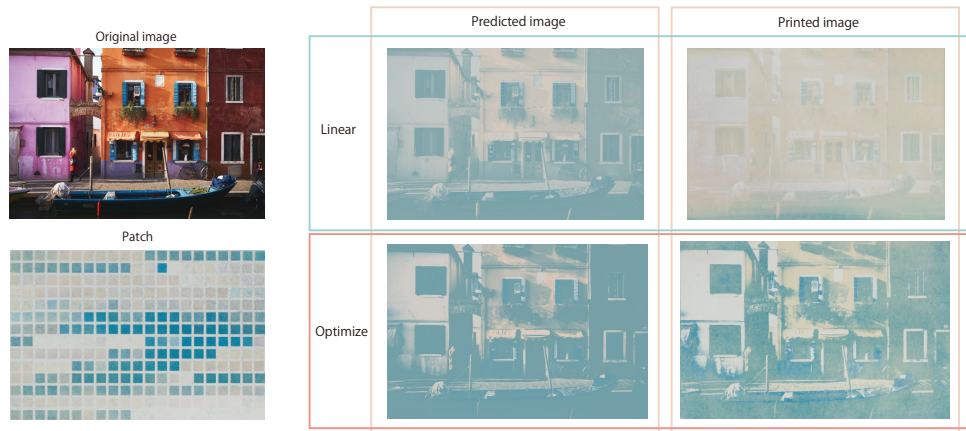 Original image
Patch
Predicted image
Printed image
Linear
Optimize